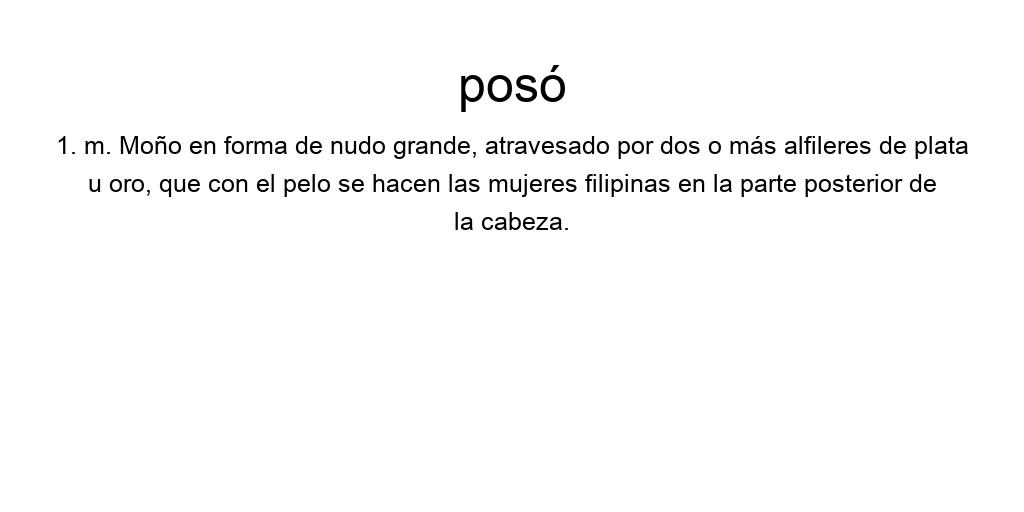 posó
1. m. Moño en forma de nudo grande, atravesado por dos o más alfileres de plata
u oro, que con el pelo se hacen las mujeres filipinas en la parte posterior de
la cabeza.